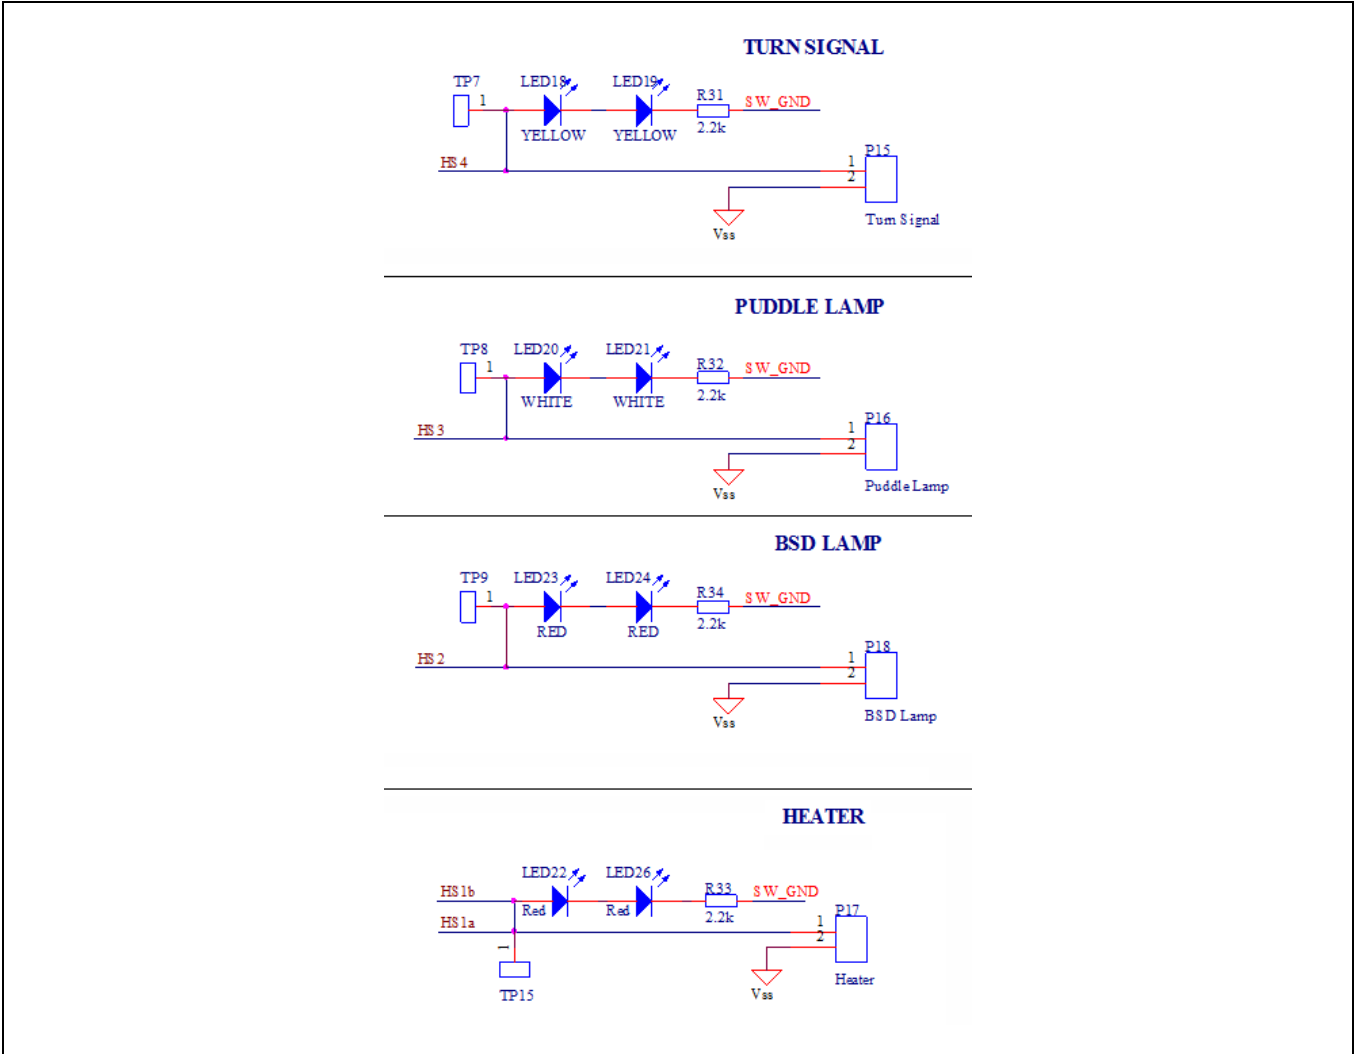 TURN SIGNAL
TP7
LED18
LED19
1
R31
SW_GND
YELLOW
YELLOW
2.2k
HS4
P15
1
2
Turn Signal
Vss
PUDDLE LAMP
TP8
LED20
LED21
1
R32
SW_GND
WHITE
WHITE
2.2k
HS3
P16
1
2
Puddle Lamp
Vss
BSD LAMP
TP9
LED23
LED24
1
R34
SW_GND
RED
RED
2.2k
HS2
P18
1
2
BSD Lamp
Vss
HEATER
LED22
LED26
HS1b
R33
SW_GND
Red
Red
2.2k
HS1a
P17
1
2
1
TP15
Heater
Vss